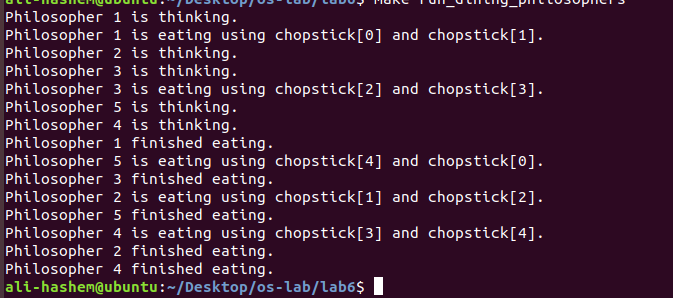 ali-hashem@ubuntu:~/Desktop/os-lab/lab6$ make run_dining_philosophers
Philosopher 1 is thinking.
Philosopher 1 is eating using chopstick[0] and chopstick[1].
Philosopher 2 is thinking.
Philosopher 3 is thinking.
Philosopher 3 is eating using chopstick[2] and chopstick[3].
Philosopher 5 is thinking.
Philosopher 4 is thinking.
Philosopher 1 finished eating.
Philosopher 5 is eating using chopstick[4] and chopstick[0].
Philosopher 3 finished eating.
Philosopher 2 is eating using chopstick[1] and chopstick[2].
Philosopher 5 finished eating.
Philosopher 4 is eating using chopstick[3] and chopstick[4].
Philosopher 2 finished eating.
Philosopher 4 finished eating.
ali-hashem@ubuntu:~/Desktop/os-lab/lab6$